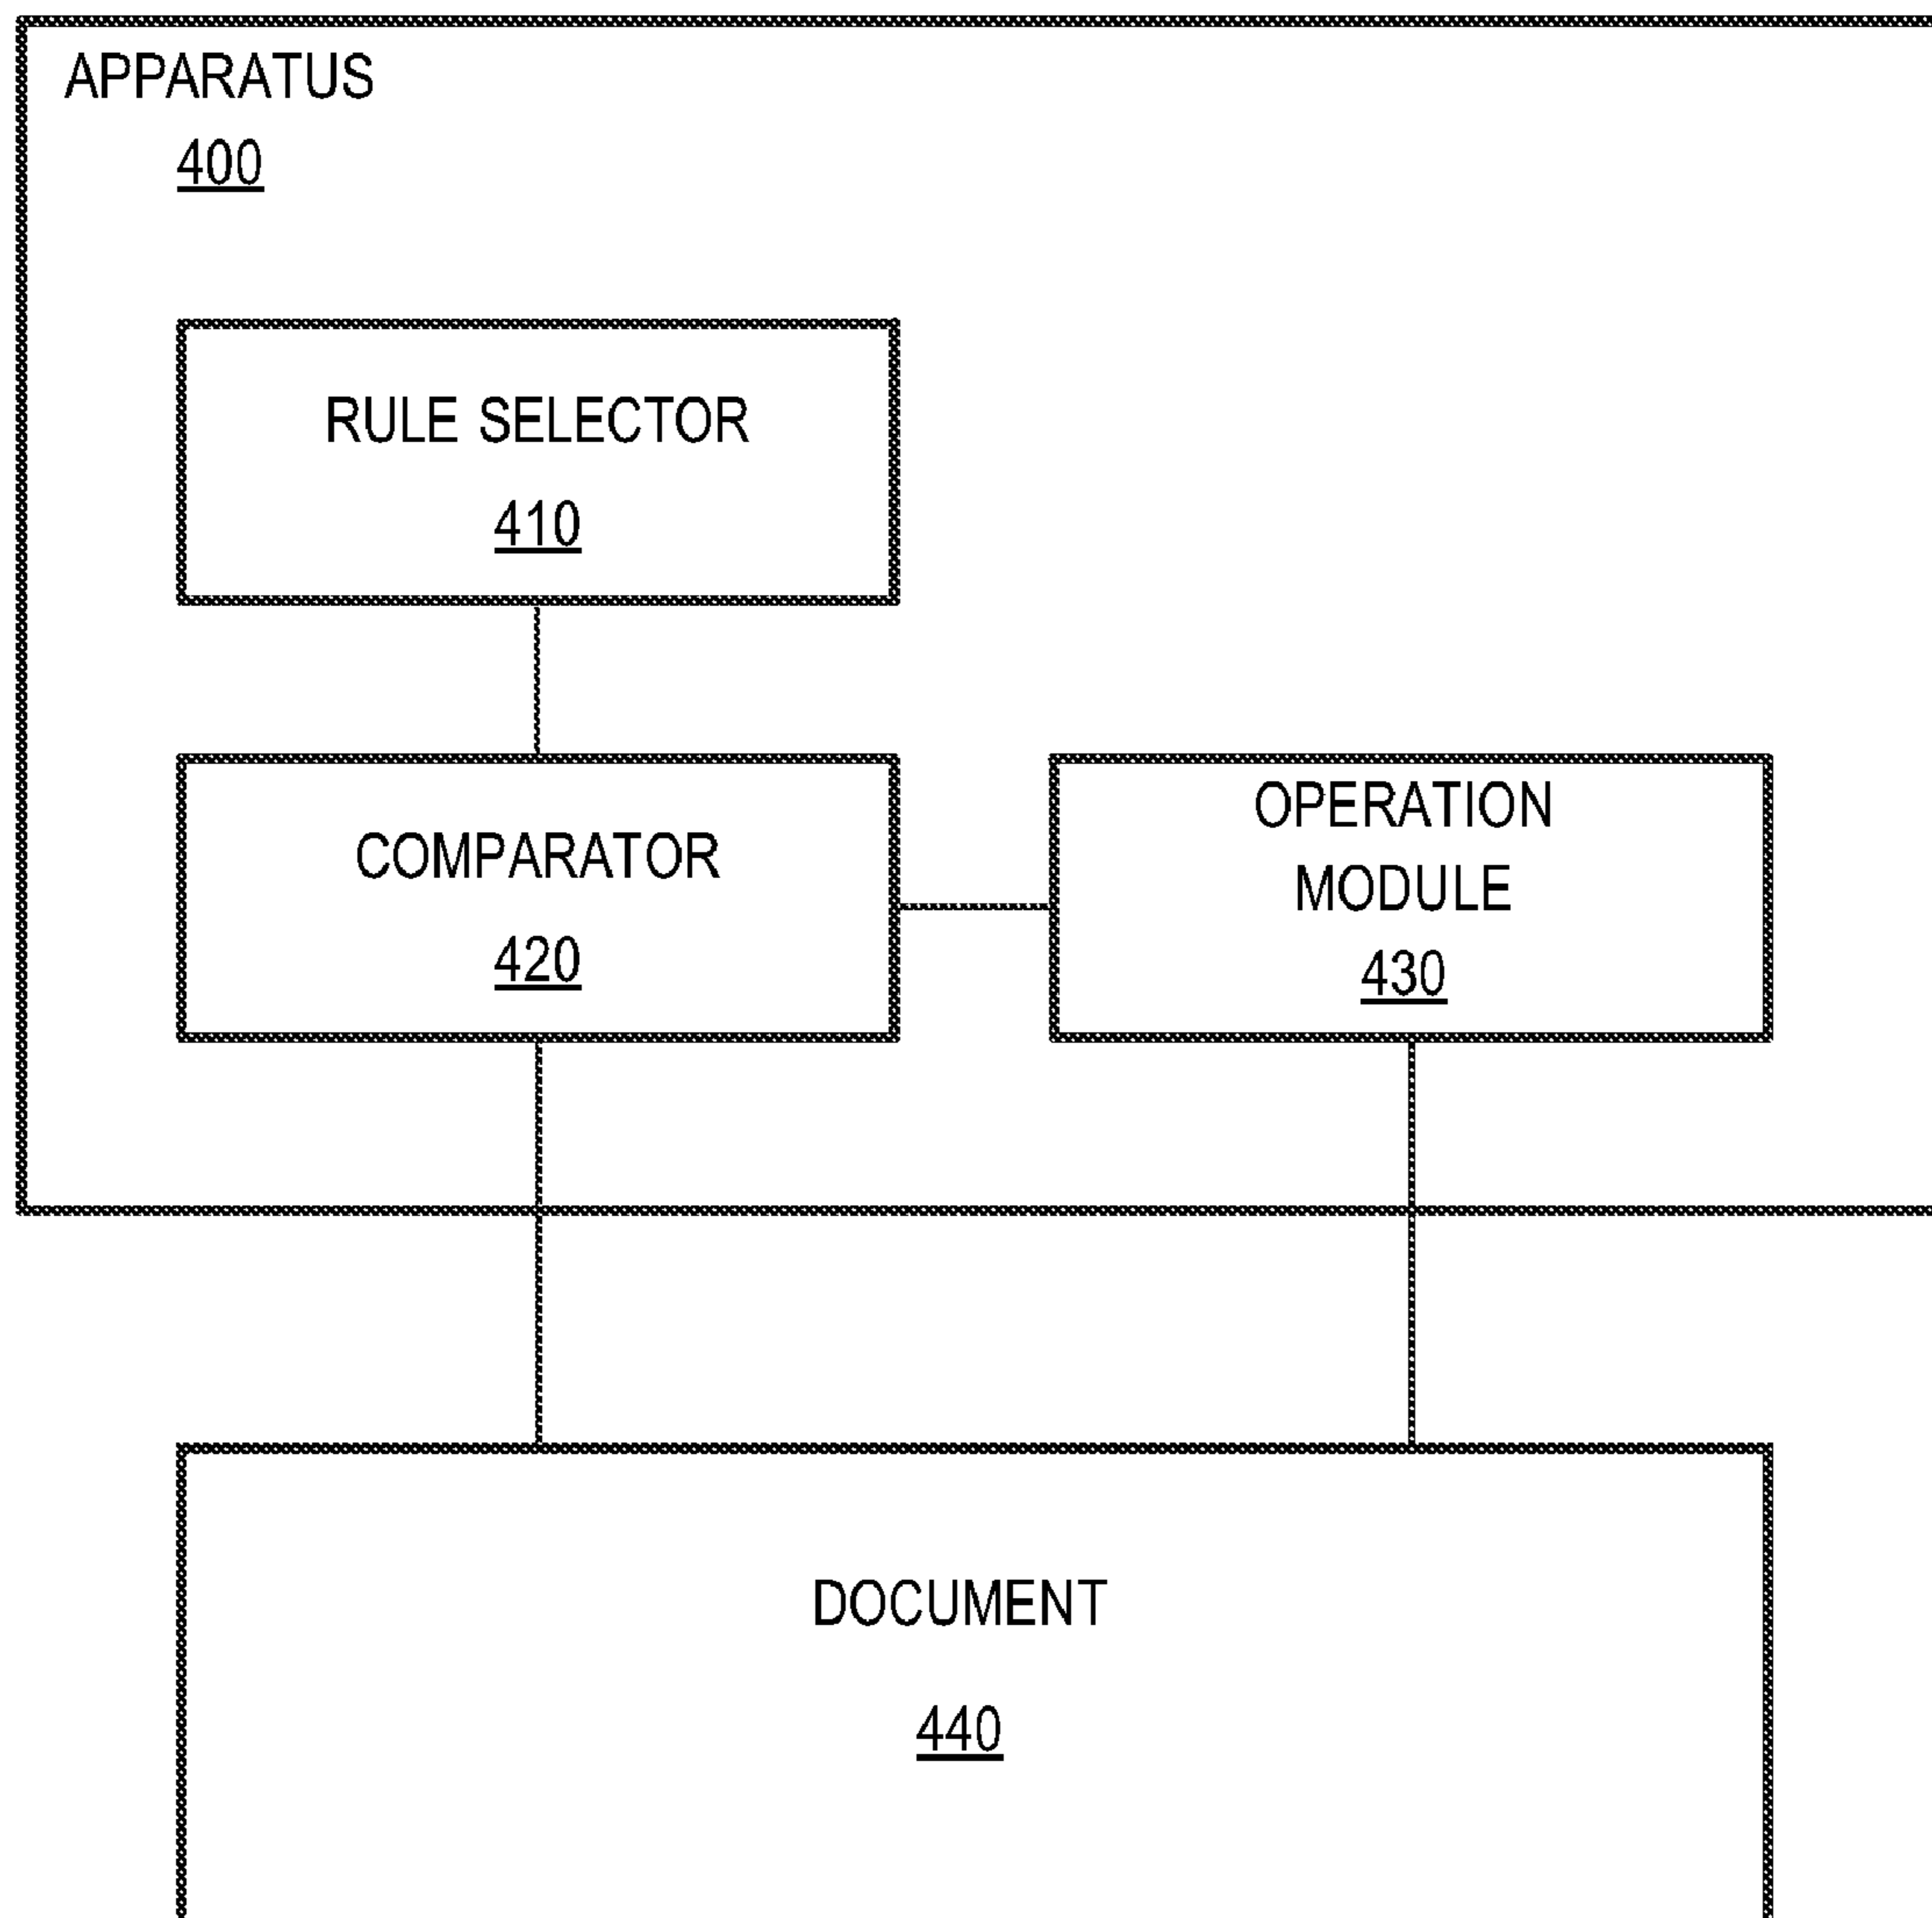 APPARATUS
400
RULE SELECTOR
410
COMPARATOR
420
OPERATION
MODULE
430
DOCUMENT
440